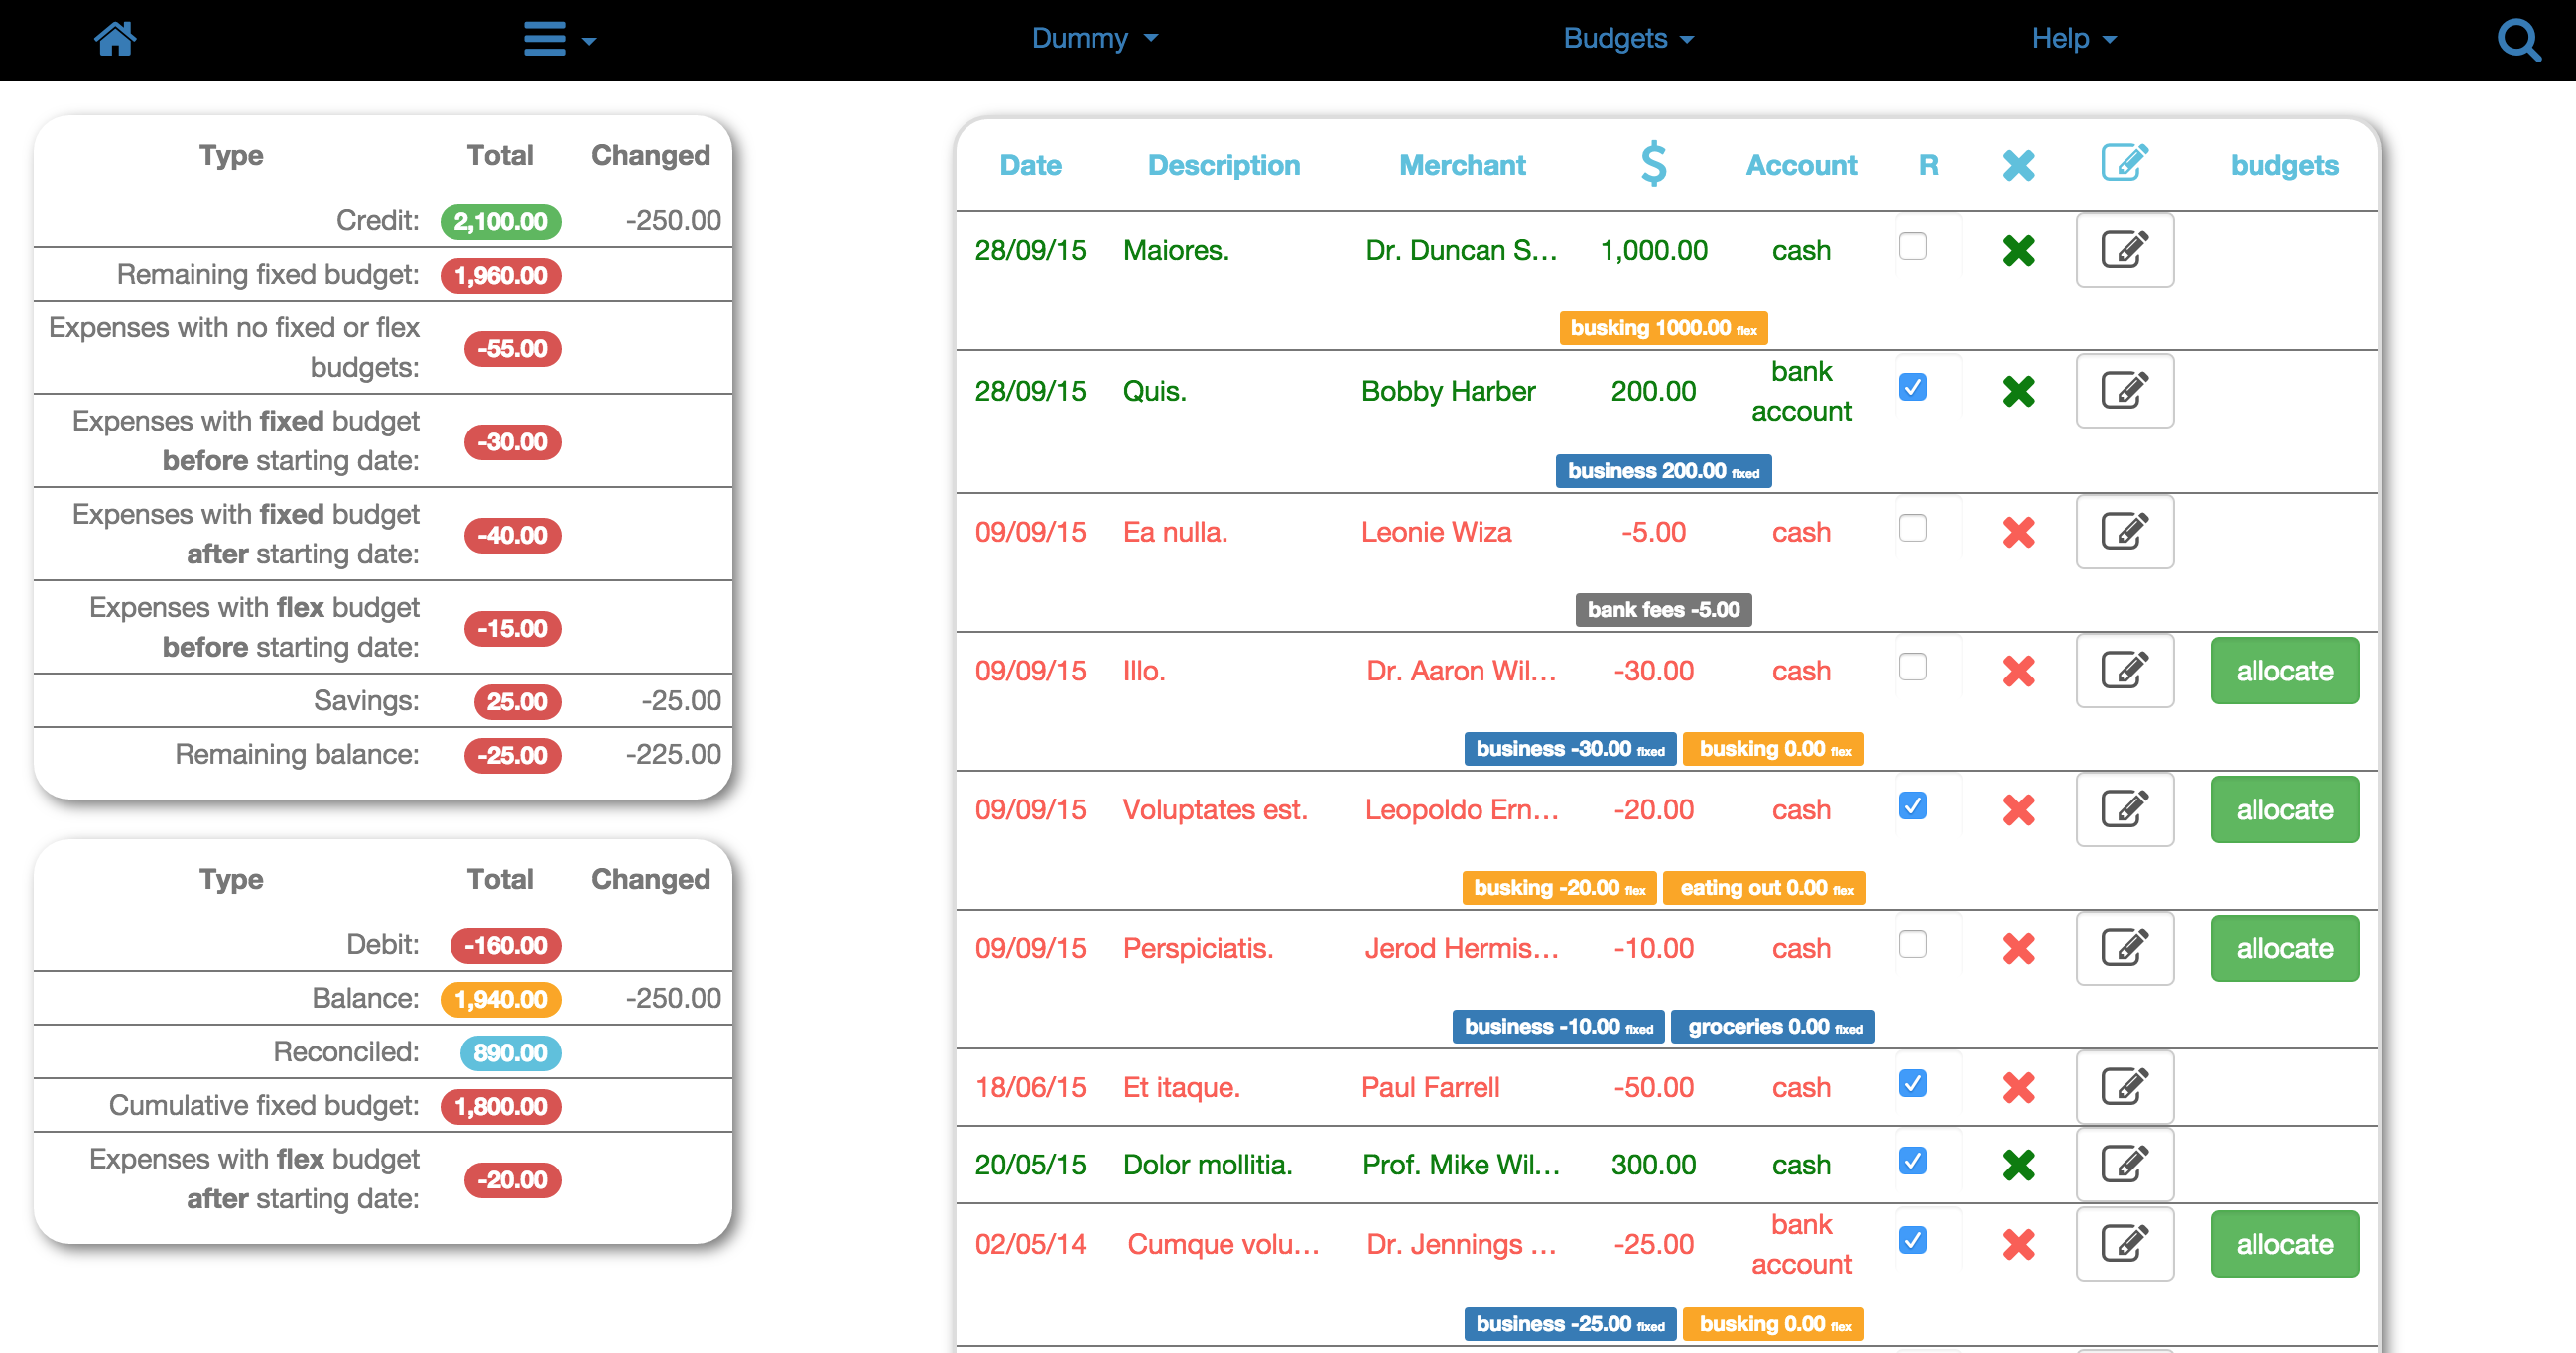 Dummy Budgets Help
Type Total Changed
Credit: 2,100.00 -250.00
Remaining fixed budget: 1,960.00
Expenses with no fixed or flex
budgets: -55.00
Expenses with fixed budget
before starting date: -30.00
Expenses with fixed budget
after starting date: -40.00
Expenses with flex budget
before starting date: -15.00
Savings: 25.00 -25.00
Remaining balance: -25.00 -225.00
Type Total Changed
Debit: -160.00
Balance: 1,940.00 -250.00
Reconciled: 890.00
Cumulative fixed budget: 1,800.00
Expenses with flex budget
after starting date: -20.00
Date Description Merchant $ Account R budgets
28/09/15 Maiores. Dr. Duncan S... 1,000.00 cash
busking 1000.00 flex
28/09/15 Quis. Bobby Harber 200.00 bank
account
business 200.00 fixed
09/09/15 Ea nulla. Leonie Wiza -5.00 cash
bank fees -5.00
09/09/15 Illo. Dr. Aaron Wil... -30.00 cash allocate
business -30.00 fixed busking 0.00 flex
09/09/15 Voluptates est. Leopoldo Ern... -20.00 cash allocate
busking -20.00 flex eating out 0.00 flex
09/09/15 Perspiciatis. Jerod Hermis... -10.00 cash allocate
business -10.00 fixed groceries 0.00 fixed
18/06/15 Et itaque. Paul Farrell -50.00 cash
20/05/15 Dolor mollitia. Prof. Mike Wil... 300.00 cash
02/05/14 Cumque volu... Dr. Jennings ... -25.00 bank
account allocate
business -25.00 fixed busking 0.00 flex